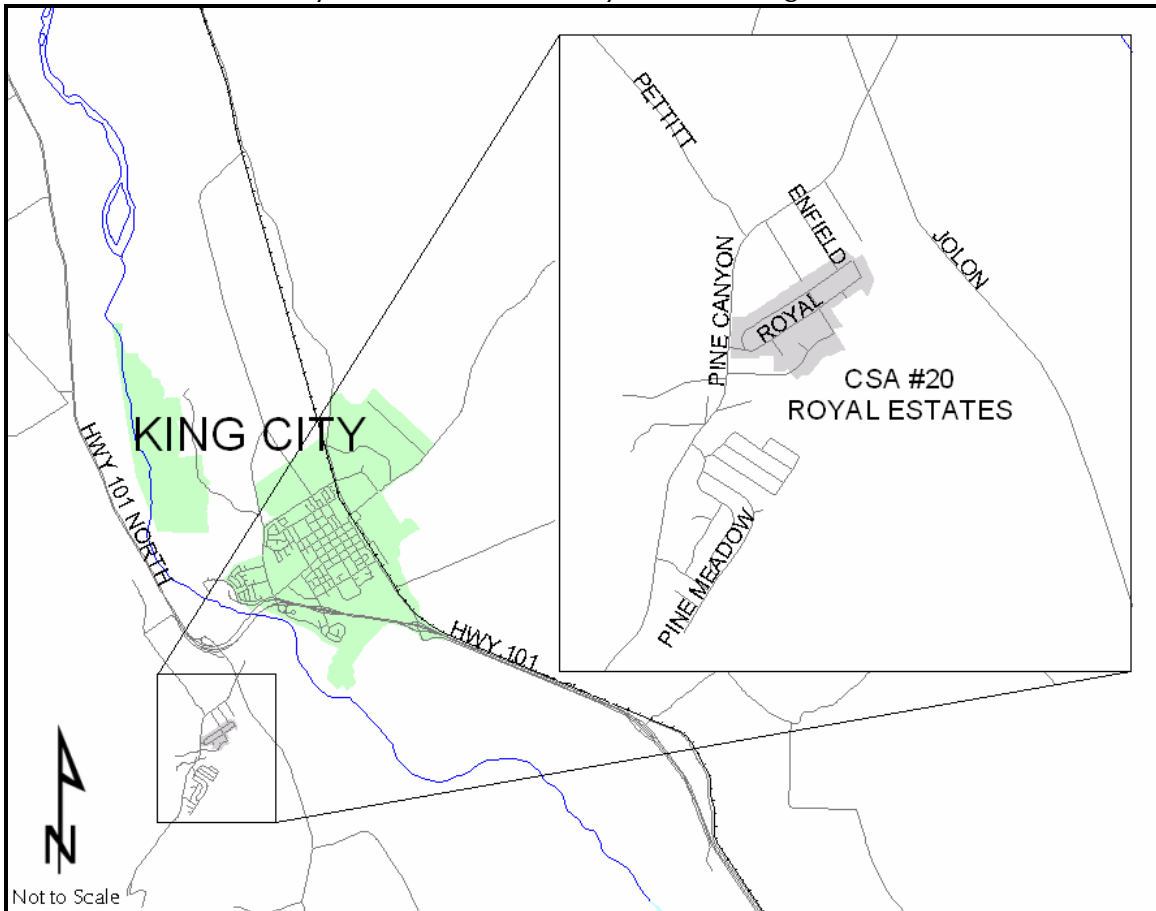 PETTITT
ENFIELD
JOLON
PINE CANYON
ROYAL
CSA #20
ROYAL ESTATES
PINE MEADOW
KING CITY
HWY 101 NORTH
HWY 101
N
Not to Scale